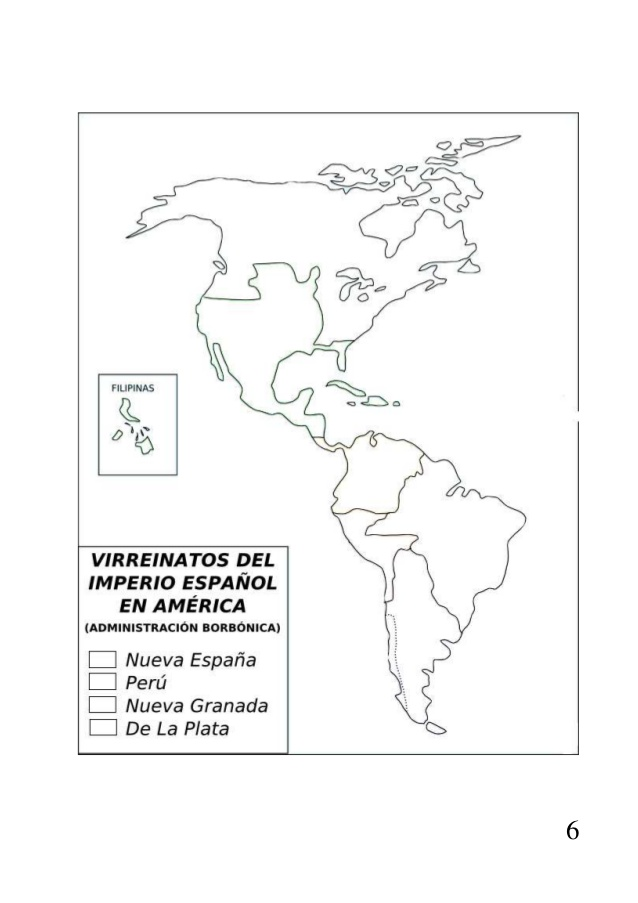 FILIPINAS
VIRREINATOS DEL
IMPERIO ESPAÑOL
EN AMÉRICA
(ADMINISTRACIÓN BORBÓNICA)
Nueva España
Perú
Nueva Granada
De La Plata
6